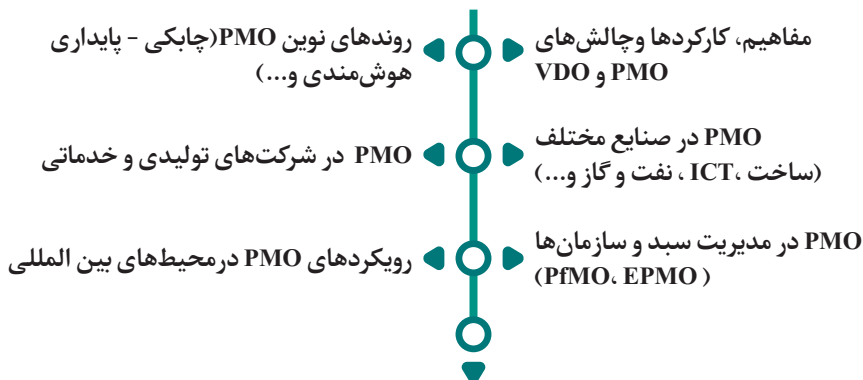 مفاهیم، کارکردها وچالش‌های
PMO و VDO
روندهای نوین PMO(چابکی - پایداری
هوش‌مندی و...)
PMO در صنایع مختلف
(ساخت ،ICT ، نفت و گاز و...)
PMO در شرکت‌های تولیدی و خدماتی
PMO در مدیریت سبد و سازمان‌ها
(PfMO، EPMO )
رویکردهای PMO درمحیط‌های بین المللی